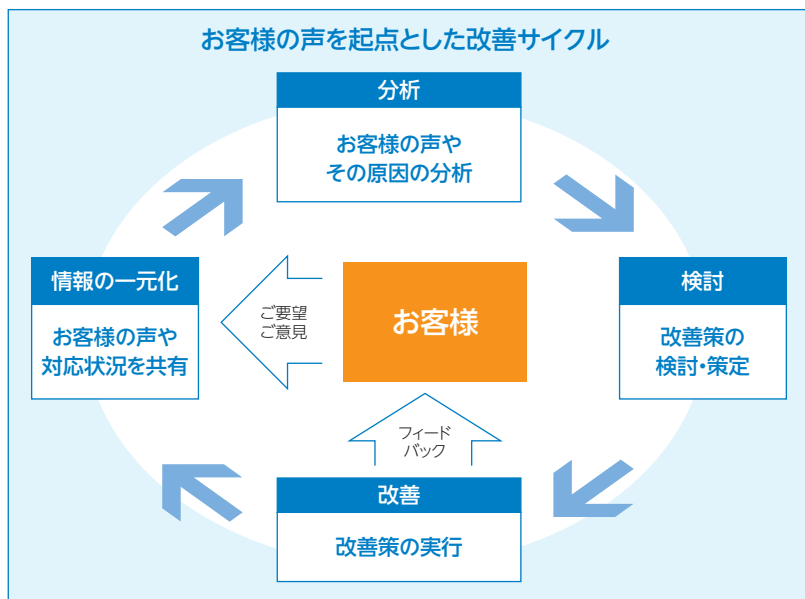 お客様の声を起点とした改善サイクル
分析
お客様の声や
その原因の分析
情報の一元化
お客様の声や
対応状況を共有
ご要望
ご意見
お客様
検討
改善策の
検討・策定
フィード
バック
改善
改善策の実行